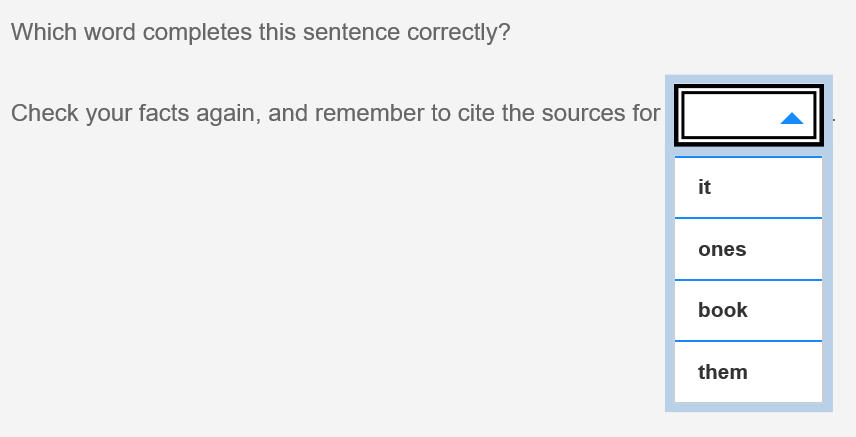 Which word completes this sentence correctly?
Check your facts again, and remember to cite the sources for .
it
ones
book
them